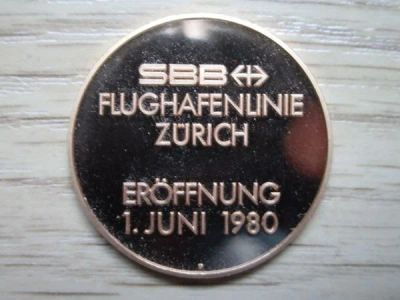 SBB
FLUGHAFENLINIE
ZÜRICH
ERÖFFNUNG
1. JUNI 1980